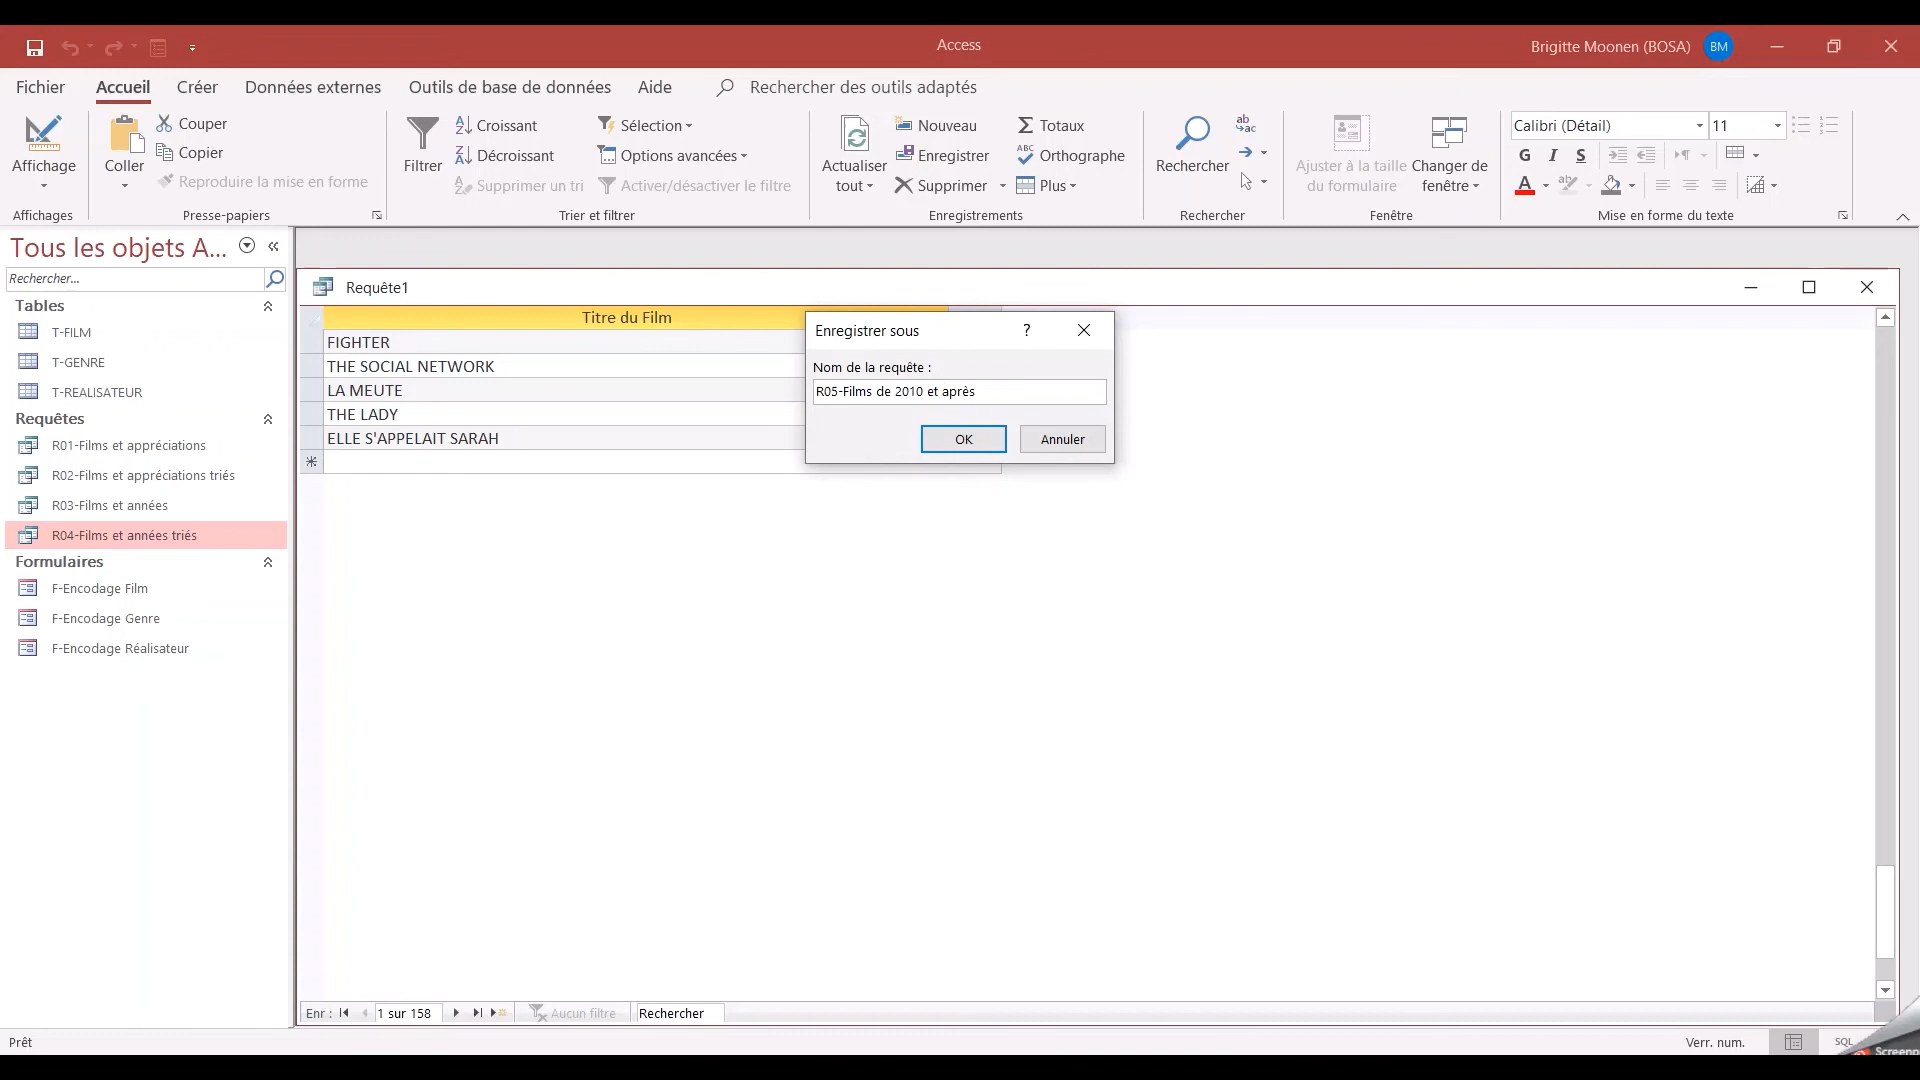 Access
Brigitte Moonen (BOSA) BM
Fichier Accueil Créer Données externes Outils de base de données Aide Rechercher des outils adaptés
Affichage
Affichages
Coller
Couper
Copier
Reproduire la mise en forme
Presse-papiers
Filtrer
Croissant
Décroissant
Supprimer un tri
Sélection
Options avancées
Activer/désactiver le filtre
Trier et filtrer
Actualiser
tout
Nouveau
Enregistrer
Supprimer
Totaux
Orthographe
Plus
Enregistrements
Rechercher
Rechercher
Ajuster à la taille
du formulaire
Changer de
fenêtre
Fenêtre
Calibri (Détail) 11
G I S
Mise en forme du texte
Tous les objets A...
Rechercher...
Tables
T-FILM
T-GENRE
T-REALISATEUR
Requêtes
R01-Films et appréciations
R02-Films et appréciations triés
R03-Films et années
R04-Films et années triés
Formulaires
F-Encodage Film
F-Encodage Genre
F-Encodage Réalisateur
Requête1
Titre du Film
FIGHTER
THE SOCIAL NETWORK
LA MEUTE
THE LADY
ELLE S'APPELAIT SARAH
Enregistrer sous ?
Nom de la requête :
R05-Films de 2010 et après
OK Annuler
Enr : 1 sur 158 Aucun filtre Rechercher
Prêt
Verr. num. SQL